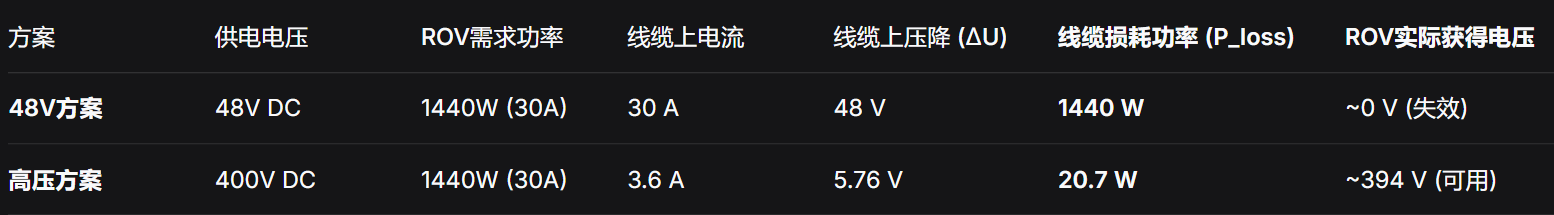 方案 供电电压 ROV需求功率 线缆上电流 线缆上压降 (ΔU) 线缆损耗功率 (P_loss) ROV实际获得电压
48V方案 48V DC 1440W (30A) 30 A 48 V 1440 W ~0 V (失效)
高压方案 400V DC 1440W (30A) 3.6 A 5.76 V 20.7 W ~394 V (可用)